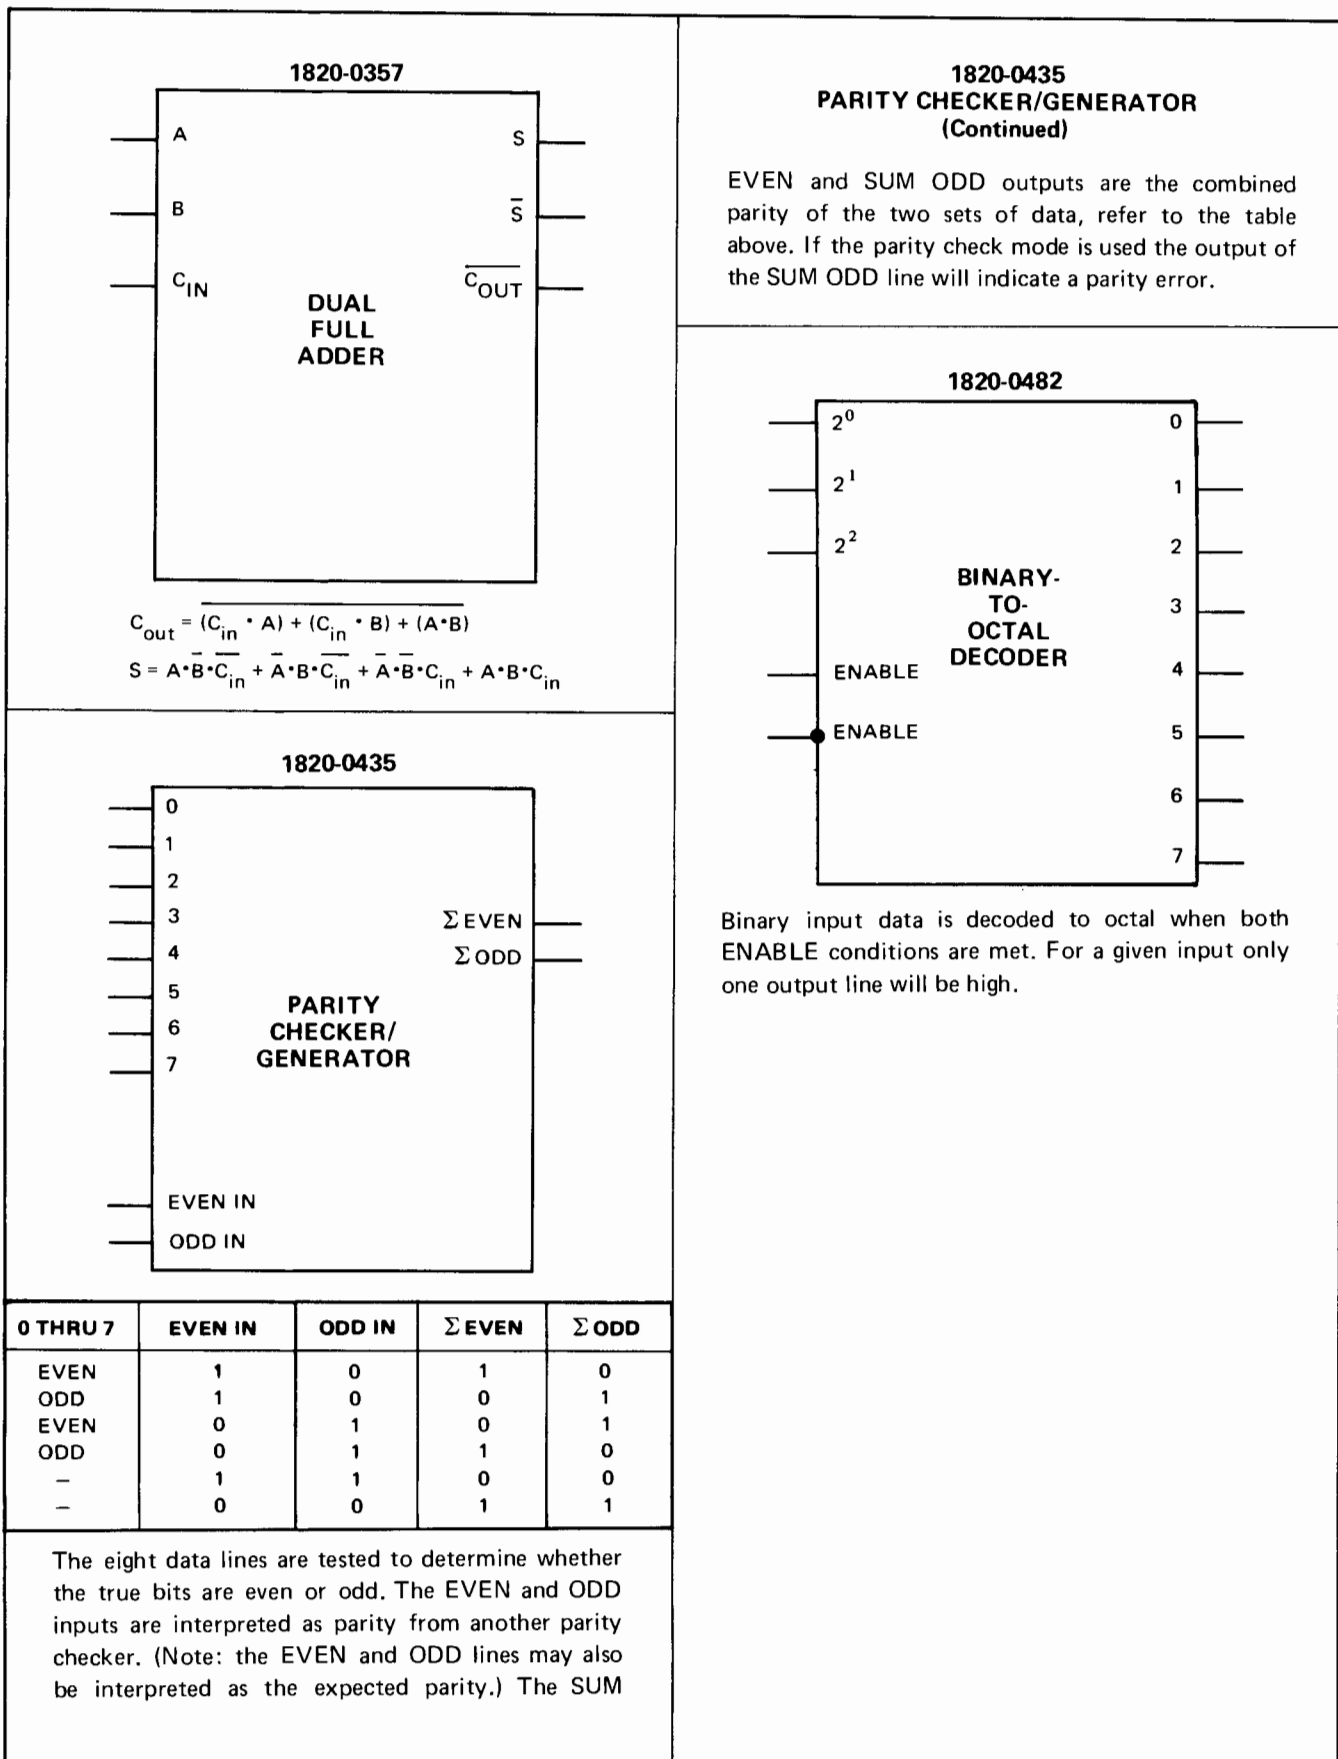 1820-0357
A
S
B
S̅
C_IN
C̅_O̅U̅T̅
DUAL
FULL
ADDER
C_out = \overline{(C_in · A) + (C_in · B) + (A·B)}
S = A·B̅·\overline{C_in} + A̅·B·\overline{C_in} + A̅·B̅·C_in + A·B·C_in
1820-0435
0
1
2
3
ΣEVEN
4
ΣODD
5
6
7
PARITY
CHECKER/
GENERATOR
EVEN IN
ODD IN
0 THRU 7 EVEN IN ODD IN ΣEVEN ΣODD
EVEN 1 0 1 0
ODD 1 0 0 1
EVEN 0 1 0 1
ODD 0 1 1 0
– 1 1 0 0
– 0 0 1 1
The eight data lines are tested to determine whether
the true bits are even or odd. The EVEN and ODD
inputs are interpreted as parity from another parity
checker. (Note: the EVEN and ODD lines may also
be interpreted as the expected parity.) The SUM
1820-0435
PARITY CHECKER/GENERATOR
(Continued)
EVEN and SUM ODD outputs are the combined
parity of the two sets of data, refer to the table
above. If the parity check mode is used the output of
the SUM ODD line will indicate a parity error.
1820-0482
2⁰
0
2¹
1
2²
2
BINARY-
TO-
OCTAL
DECODER
3
ENABLE
4
ENABLE
5
6
7
Binary input data is decoded to octal when both
ENABLE conditions are met. For a given input only
one output line will be high.